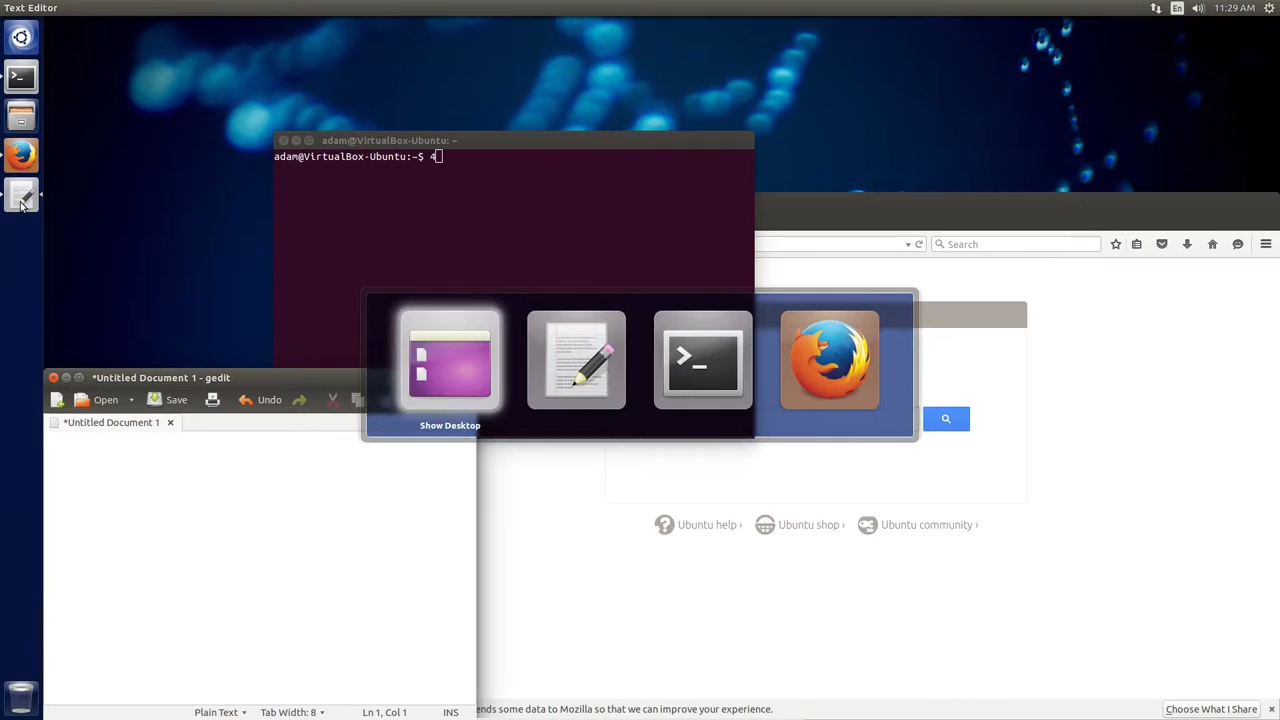 Text Editor
En
11:29 AM
adam@VirtualBox-Ubuntu: ~
adam@VirtualBox-Ubuntu:~$ 4
Search
Show Desktop
*Untitled Document 1 - gedit
Open
Save
Undo
*Untitled Document 1
Ubuntu help ›
Ubuntu shop ›
Ubuntu community ›
Plain Text
Tab Width: 8
Ln 1, Col 1
INS
ends some data to Mozilla so that we can improve your experience.
Choose What I Share